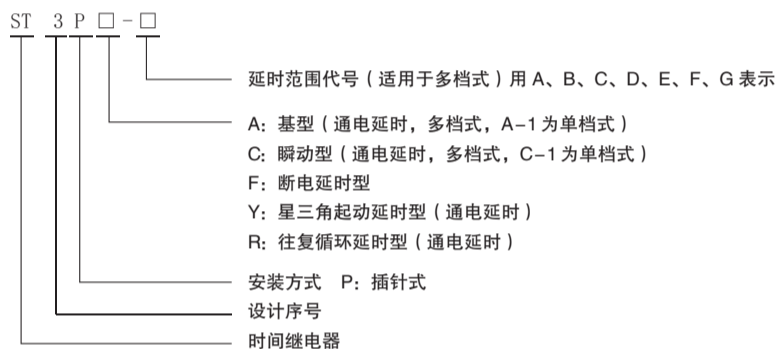 ST 3 P □-□
延时范围代号（适用于多档式）用 A、B、C、D、E、F、G 表示
A：基型（通电延时，多档式，A-1 为单档式）
C：瞬动型（通电延时，多档式，C-1 为单档式）
F：断电延时型
Y：星三角起动延时型（通电延时）
R：往复循环延时型（通电延时）
安装方式　P：插针式
设计序号
时间继电器